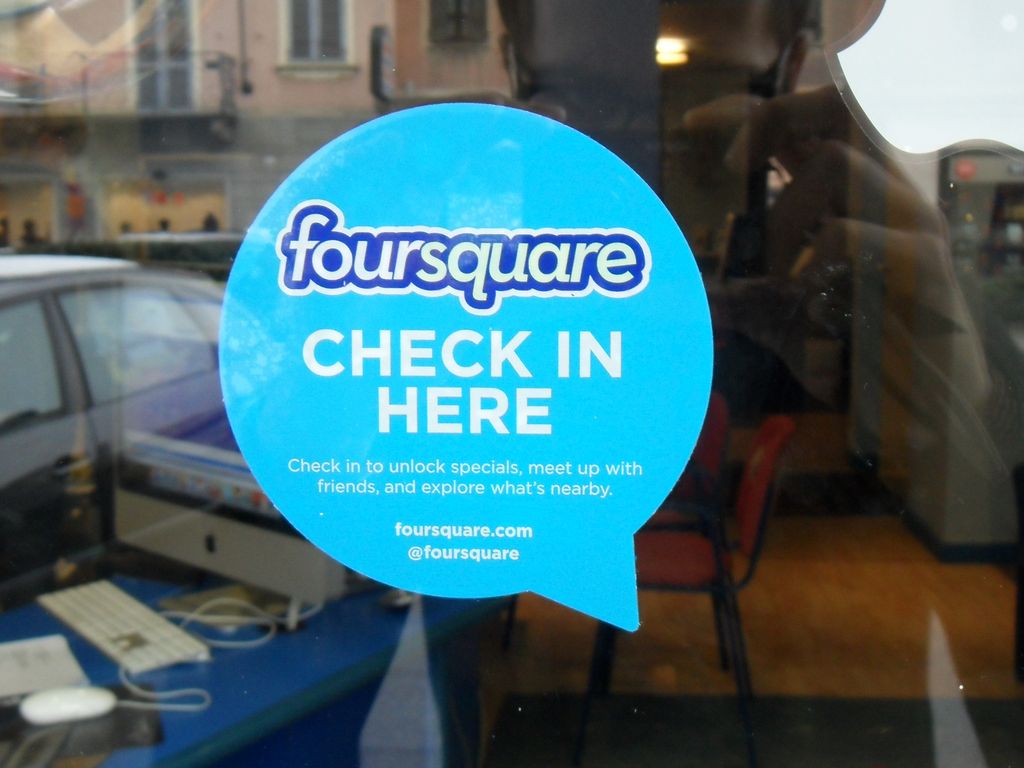 foursquare
CHECK IN
HERE
Check in to unlock specials, meet up with
friends, and explore what's nearby.
foursquare.com
@foursquare